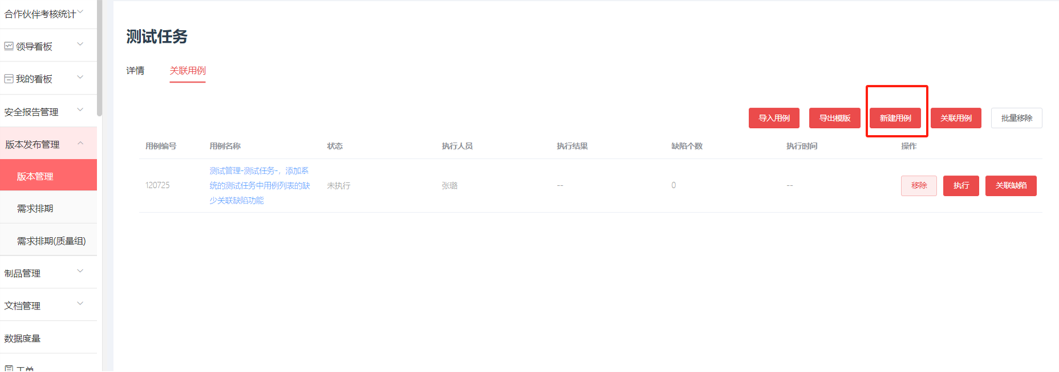 合作伙伴考核统计
领导看板
我的看板
安全报告管理
版本发布管理
版本管理
需求排期
需求排期(质量组)
制品管理
文档管理
数据度量
工单
测试任务
详情 关联用例
导入用例 导出模版 新建用例 关联用例 批量移除
用例编号 用例名称 状态 执行人员 执行结果 缺陷个数 执行时间 操作
120725 测试管理-测试任务-，添加系
统的测试任务中用例列表的缺
少关联缺陷功能 未执行 张璐 -- 0 -- 移除 执行 关联缺陷